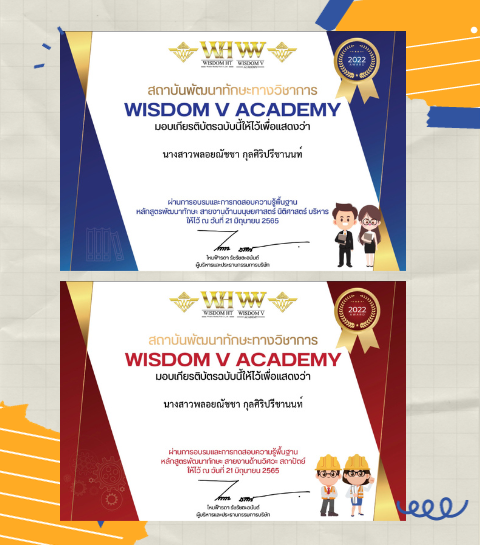 WISDOM HT WISDOM V
2022
AWARD
สถาบันพัฒนาทักษะทางวิชาการ
WISDOM V ACADEMY
มอบเกียรติบัตรฉบับนี้ให้ไว้เพื่อแสดงว่า
นางสาวพลอยณัชชา กุลศิริปรีชานนท์
ผ่านการอบรมและการทดสอบความรู้พื้นฐาน
หลักสูตรพัฒนาทักษะ สายงานด้านมนุษยศาสตร์ นิติศาสตร์ บริหาร
ให้ไว้ ณ วันที่ 21 มิถุนายน 2565
ผู้บริหารและประธานกรรมการบริษัท
WISDOM HT WISDOM V
2022
AWARD
สถาบันพัฒนาทักษะทางวิชาการ
WISDOM V ACADEMY
มอบเกียรติบัตรฉบับนี้ให้ไว้เพื่อแสดงว่า
นางสาวพลอยณัชชา กุลศิริปรีชานนท์
ผ่านการอบรมและการทดสอบความรู้พื้นฐาน
หลักสูตรพัฒนาทักษะ สายงานด้านวิศวะ สถาปัตย์
ให้ไว้ ณ วันที่ 21 มิถุนายน 2565
ผู้บริหารและประธานกรรมการบริษัท